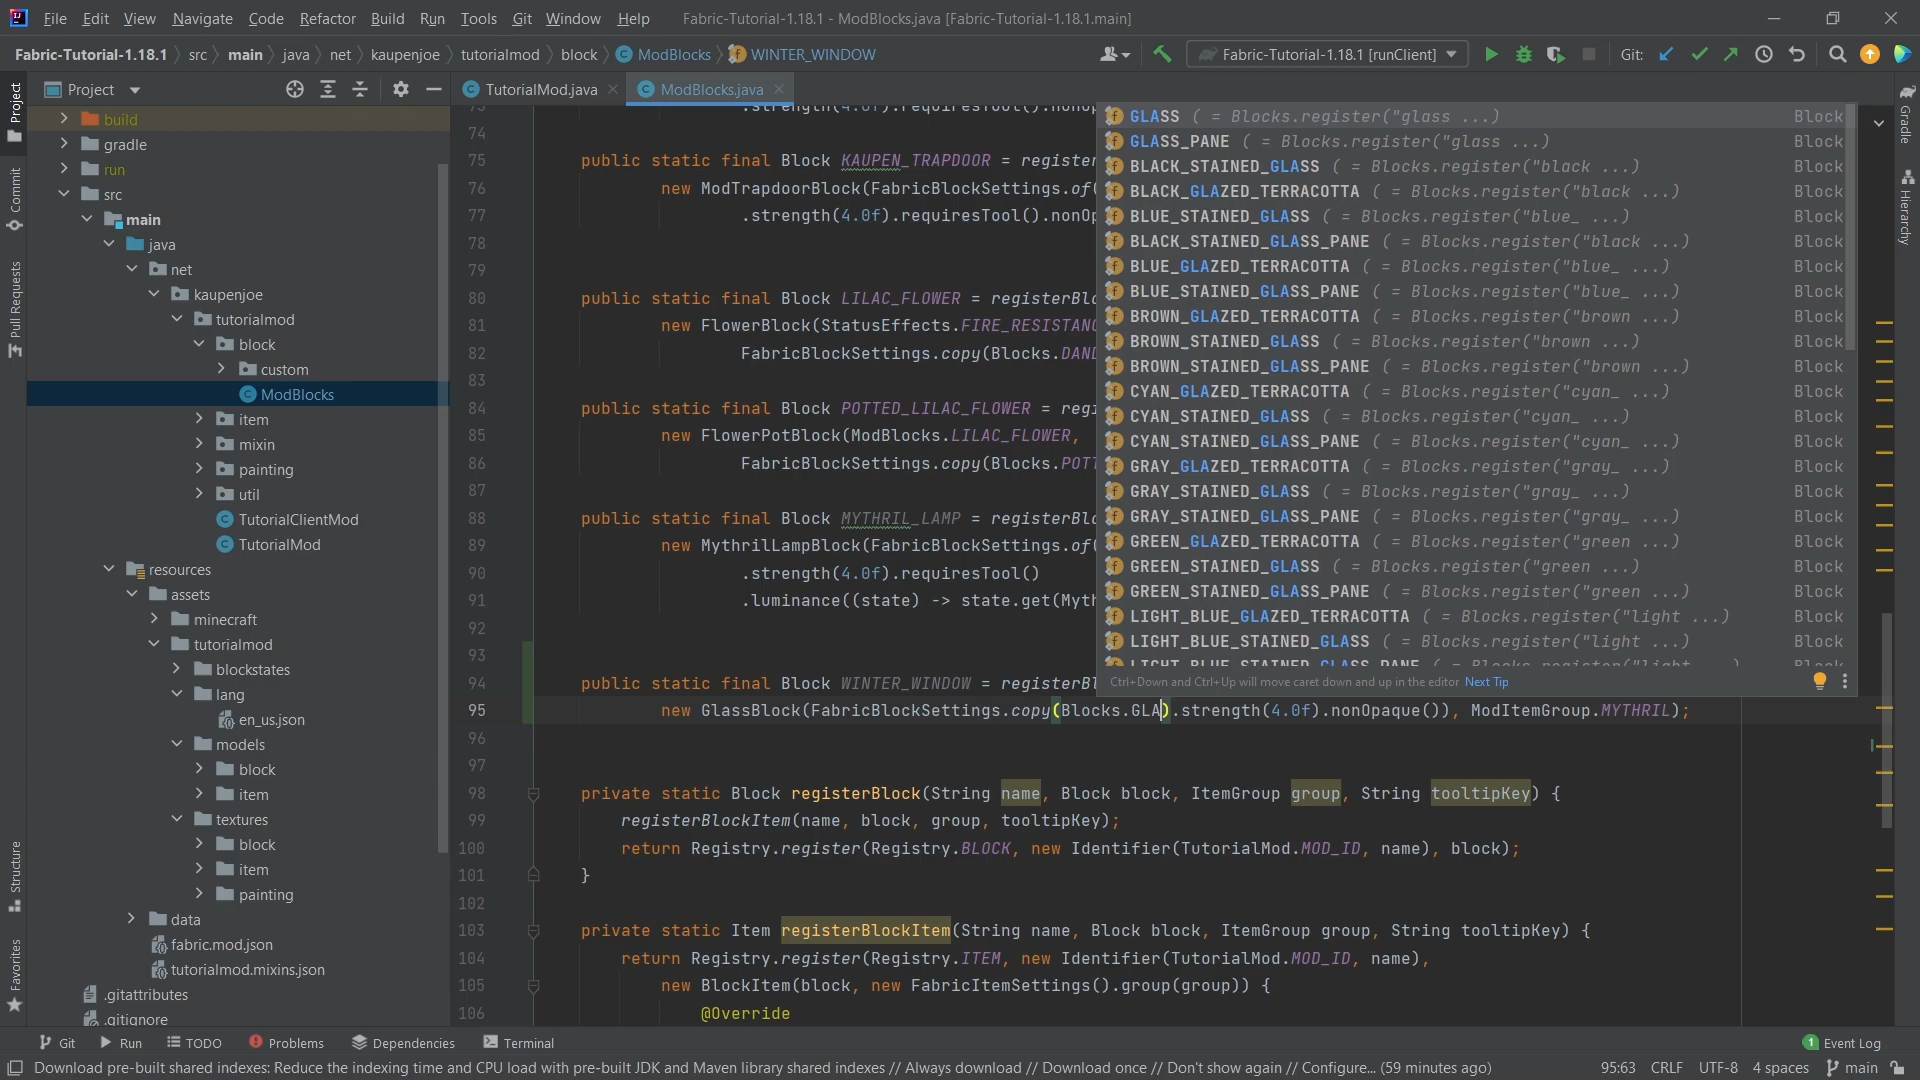 File Edit View Navigate Code Refactor Build Run Tools Git Window Help Fabric-Tutorial-1.18.1 - ModBlocks.java [Fabric-Tutorial-1.18.1.main]
Fabric-Tutorial-1.18.1 src main java net kaupenjoe tutorialmod block ModBlocks WINTER_WINDOW Fabric-Tutorial-1.18.1 [runClient] Git:
Project TutorialMod.java ModBlocks.java
Project
Commit
Pull Requests
Structure
Favorites
build
gradle
run
src
main
java
net
kaupenjoe
tutorialmod
block
custom
ModBlocks
item
mixin
painting
util
TutorialClientMod
TutorialMod
resources
assets
minecraft
tutorialmod
blockstates
lang
en_us.json
models
block
item
textures
block
item
painting
data
fabric.mod.json
tutorialmod.mixins.json
.gitattributes
.gitignore
.strength(4.0f).requiresTool().nonOp
74
75 public static final Block KAUPEN_TRAPDOOR = register
76 new ModTrapdoorBlock(FabricBlockSettings.of(
77 .strength(4.0f).requiresTool().nonOp
78
79
80 public static final Block LILAC_FLOWER = registerBlo
81 new FlowerBlock(StatusEffects.FIRE_RESISTANC
82 FabricBlockSettings.copy(Blocks.DAND
83
84 public static final Block POTTED_LILAC_FLOWER = regi
85 new FlowerPotBlock(ModBlocks.LILAC_FLOWER,
86 FabricBlockSettings.copy(Blocks.POTT
87
88 public static final Block MYTHRIL_LAMP = registerBlo
89 new MythrilLampBlock(FabricBlockSettings.of(
90 .strength(4.0f).requiresTool()
91 .luminance((state) -> state.get(Myth
92
93
94 public static final Block WINTER_WINDOW = registerBl
95 new GlassBlock(FabricBlockSettings.copy(Blocks.GLA).strength(4.0f).nonOpaque()), ModItemGroup.MYTHRIL);
96
97
98 private static Block registerBlock(String name, Block block, ItemGroup group, String tooltipKey) {
99 registerBlockItem(name, block, group, tooltipKey);
100 return Registry.register(Registry.BLOCK, new Identifier(TutorialMod.MOD_ID, name), block);
101 }
102
103 private static Item registerBlockItem(String name, Block block, ItemGroup group, String tooltipKey) {
104 return Registry.register(Registry.ITEM, new Identifier(TutorialMod.MOD_ID, name),
105 new BlockItem(block, new FabricItemSettings().group(group)) {
106 @Override
GLASS ( = Blocks.register("glass ...) Block
GLASS_PANE ( = Blocks.register("glass ...) Block
BLACK_STAINED_GLASS ( = Blocks.register("black ...) Block
BLACK_GLAZED_TERRACOTTA ( = Blocks.register("black ...) Block
BLUE_STAINED_GLASS ( = Blocks.register("blue_ ...) Block
BLACK_STAINED_GLASS_PANE ( = Blocks.register("black ...) Block
BLUE_GLAZED_TERRACOTTA ( = Blocks.register("blue_ ...) Block
BLUE_STAINED_GLASS_PANE ( = Blocks.register("blue_ ...) Block
BROWN_GLAZED_TERRACOTTA ( = Blocks.register("brown ...) Block
BROWN_STAINED_GLASS ( = Blocks.register("brown ...) Block
BROWN_STAINED_GLASS_PANE ( = Blocks.register("brown ...) Block
CYAN_GLAZED_TERRACOTTA ( = Blocks.register("cyan_ ...) Block
CYAN_STAINED_GLASS ( = Blocks.register("cyan_ ...) Block
CYAN_STAINED_GLASS_PANE ( = Blocks.register("cyan_ ...) Block
GRAY_GLAZED_TERRACOTTA ( = Blocks.register("gray_ ...) Block
GRAY_STAINED_GLASS ( = Blocks.register("gray_ ...) Block
GRAY_STAINED_GLASS_PANE ( = Blocks.register("gray_ ...) Block
GREEN_GLAZED_TERRACOTTA ( = Blocks.register("green ...) Block
GREEN_STAINED_GLASS ( = Blocks.register("green ...) Block
GREEN_STAINED_GLASS_PANE ( = Blocks.register("green ...) Block
LIGHT_BLUE_GLAZED_TERRACOTTA ( = Blocks.register("light ...) Block
LIGHT_BLUE_STAINED_GLASS ( = Blocks.register("light ...) Block
LIGHT_BLUE_STAINED_GLASS_PANE ( = Blocks.register("light ...) Block
Ctrl+Down and Ctrl+Up will move caret down and up in the editor Next Tip
Gradle
Hierarchy
Git Run TODO Problems Dependencies Terminal 1 Event Log
Download pre-built shared indexes: Reduce the indexing time and CPU load with pre-built JDK and Maven library shared indexes // Always download // Download once // Don't show again // Configure... (59 minutes ago) 95:63 CRLF UTF-8 4 spaces main